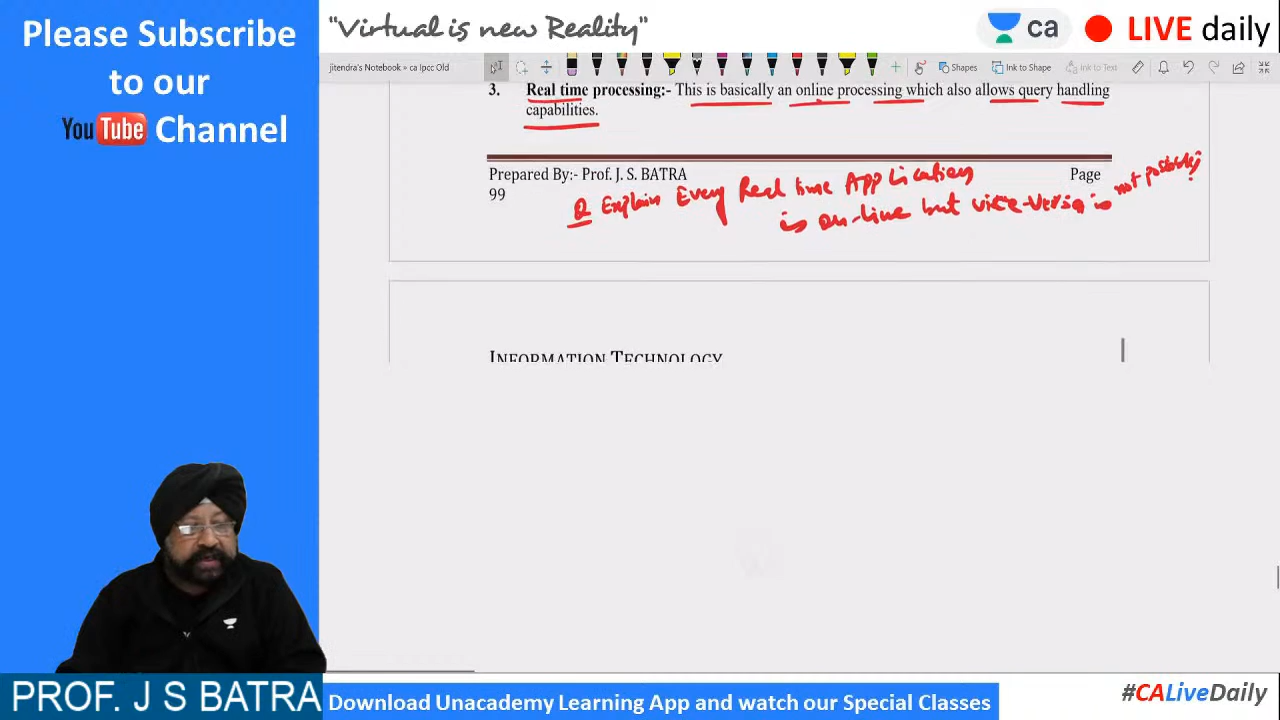 Please Subscribe
to our
YouTube Channel
"Virtual is new Reality"
ca
LIVE daily
jitendra's Notebook » ca Ipcc Old
Shapes
Ink to Shape
Ink to Text
3. Real time processing:- This is basically an online processing which also allows query handling
capabilities.
Prepared By:- Prof. J. S. BATRA Page
99
Q Explain Every Real time Application
is on-line but vice-versa is not possible?
INFORMATION TECHNOLOGY
PROF. J S BATRA
Download Unacademy Learning App and watch our Special Classes
#CALiveDaily